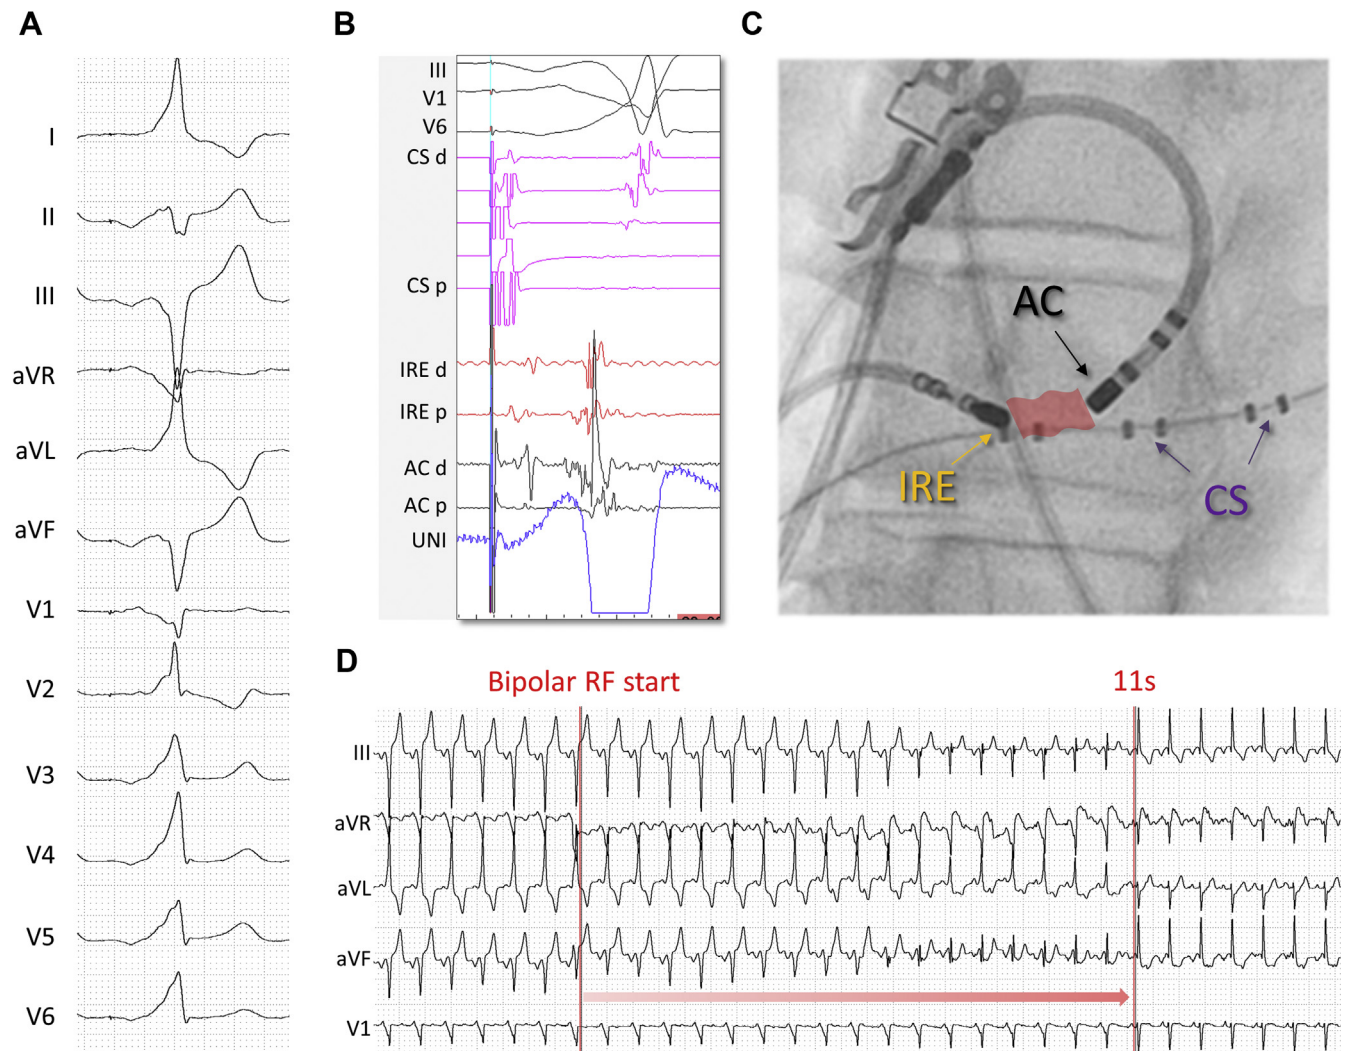 A
I
II
III
aVR
aVL
aVF
V1
V2
V3
V4
V5
V6
B
III
V1
V6
CS d
CS p
IRE d
IRE p
AC d
AC p
UNI
C
AC
IRE
CS
D
Bipolar RF start
11s
III
aVR
aVL
aVF
V1